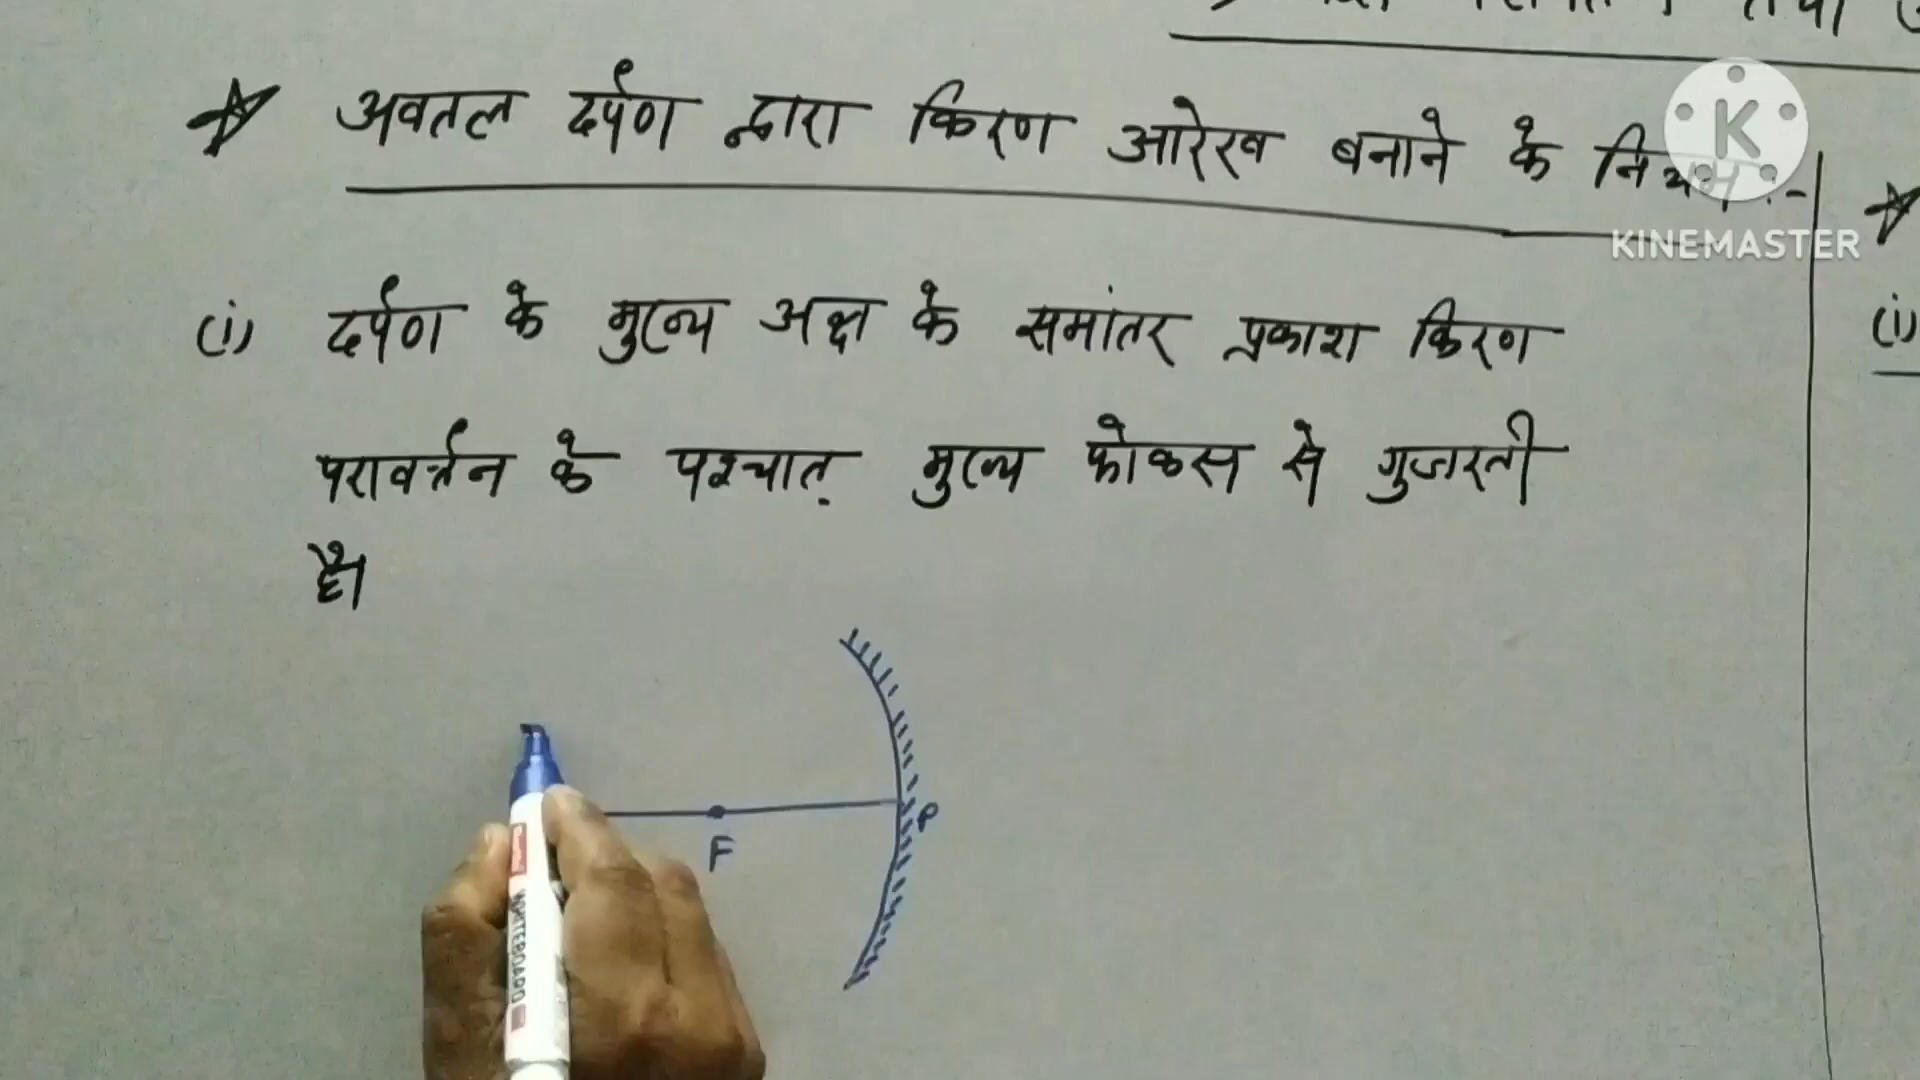 अवतल दर्पण द्वारा किरण आरेख बनाने के नियम :-
(i) दर्पण के मुख्य अक्ष के समांतर प्रकाश किरण
परावर्तन के पश्चात् मुख्य फोकस से गुजरती
है।
F
P
(i)
K
KINEMASTER
WHITEBOARD